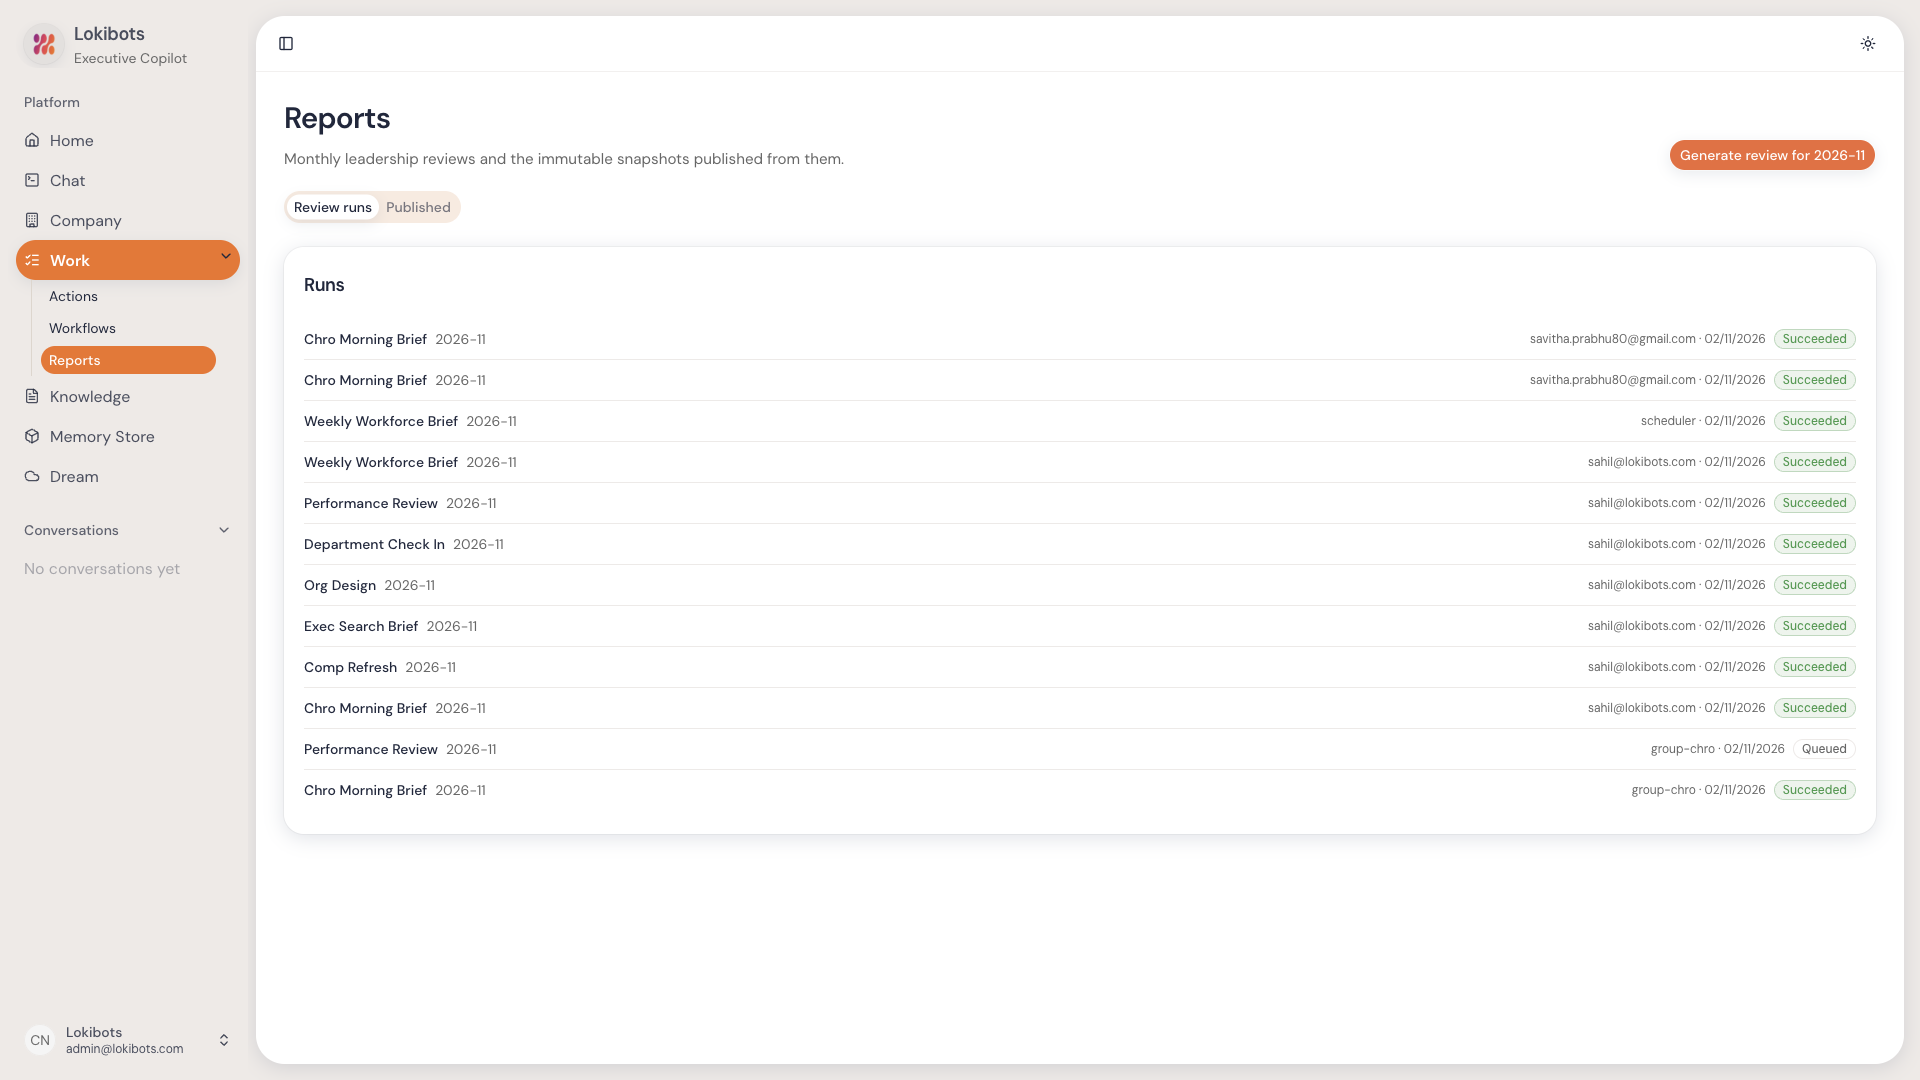 Lokibots
Executive Copilot
Platform
Home
Chat
Company
Work
Actions
Workflows
Reports
Knowledge
Memory Store
Dream
Conversations
No conversations yet
CN
Lokibots
admin@lokibots.com
Reports
Monthly leadership reviews and the immutable snapshots published from them.
Generate review for 2026-11
Review runs Published
Runs
Chro Morning Brief 2026-11 savitha.prabhu80@gmail.com · 02/11/2026 Succeeded
Chro Morning Brief 2026-11 savitha.prabhu80@gmail.com · 02/11/2026 Succeeded
Weekly Workforce Brief 2026-11 scheduler · 02/11/2026 Succeeded
Weekly Workforce Brief 2026-11 sahil@lokibots.com · 02/11/2026 Succeeded
Performance Review 2026-11 sahil@lokibots.com · 02/11/2026 Succeeded
Department Check In 2026-11 sahil@lokibots.com · 02/11/2026 Succeeded
Org Design 2026-11 sahil@lokibots.com · 02/11/2026 Succeeded
Exec Search Brief 2026-11 sahil@lokibots.com · 02/11/2026 Succeeded
Comp Refresh 2026-11 sahil@lokibots.com · 02/11/2026 Succeeded
Chro Morning Brief 2026-11 sahil@lokibots.com · 02/11/2026 Succeeded
Performance Review 2026-11 group-chro · 02/11/2026 Queued
Chro Morning Brief 2026-11 group-chro · 02/11/2026 Succeeded